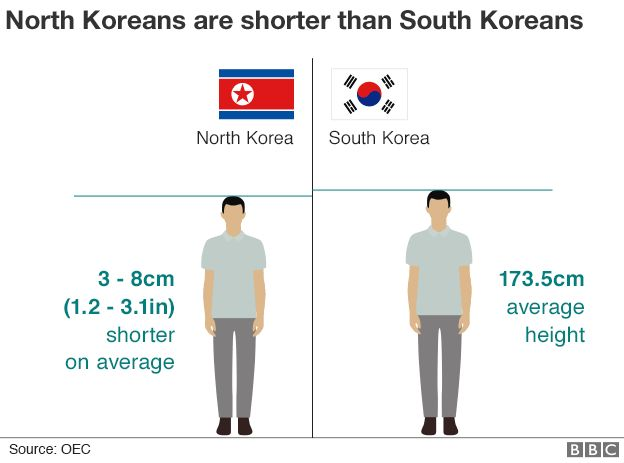 North Koreans are shorter than South Koreans
North Korea
South Korea
3 - 8cm
(1.2 - 3.1in)
shorter
on average
173.5cm
average
height
Source: OEC
BBC